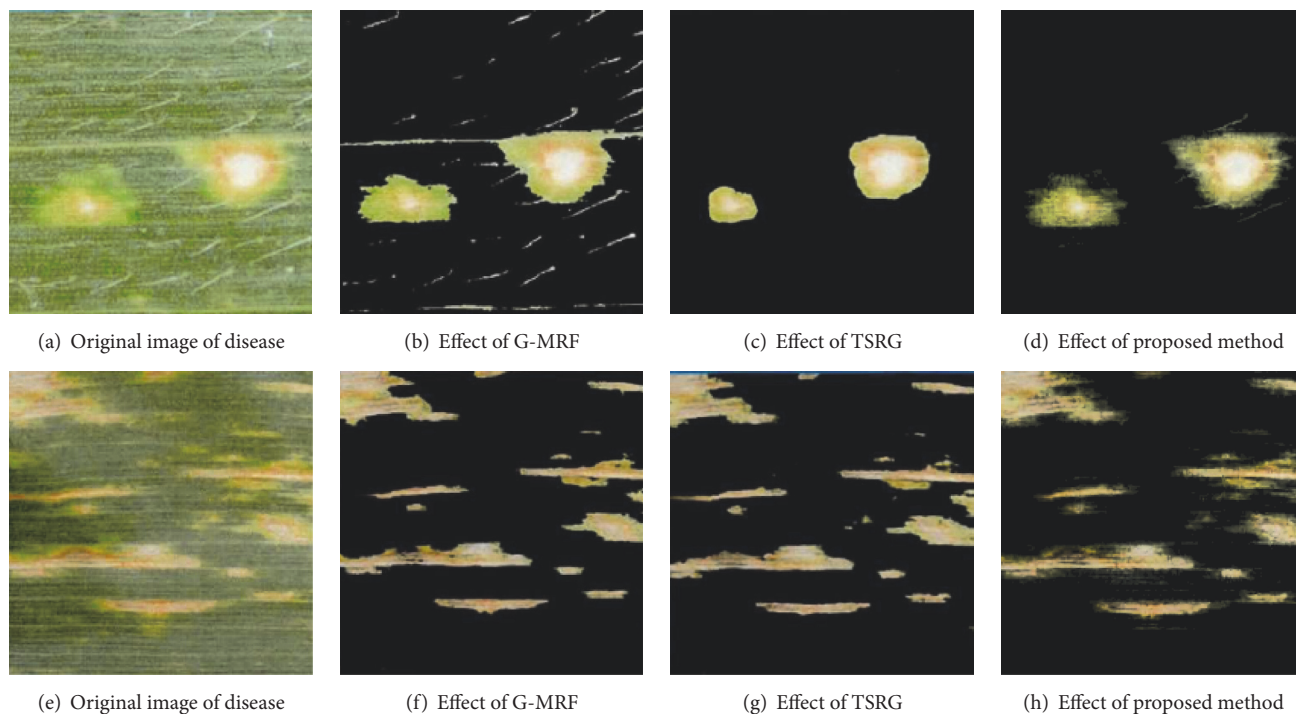 (a) Original image of disease
(b) Effect of G-MRF
(c) Effect of TSRG
(d) Effect of proposed method
(e) Original image of disease
(f) Effect of G-MRF
(g) Effect of TSRG
(h) Effect of proposed method